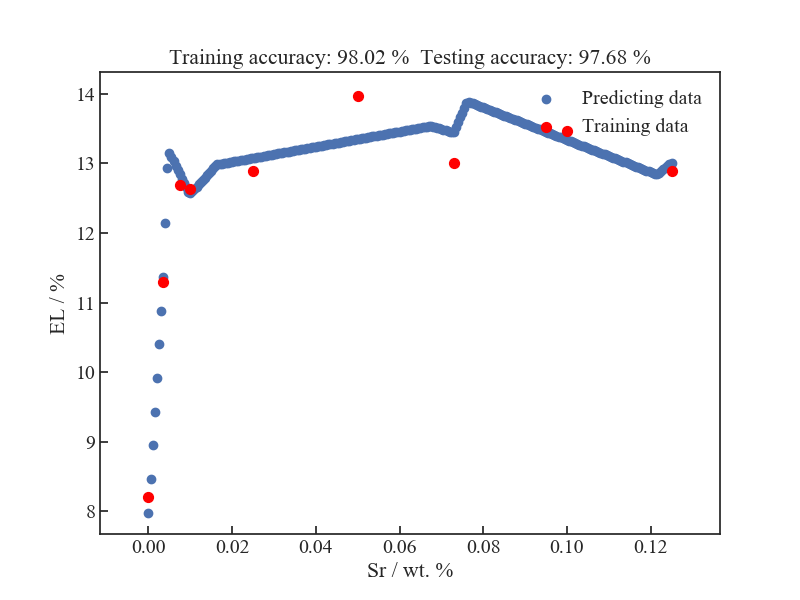 Training accuracy: 98.02 %  Testing accuracy: 97.68 %
Predicting data
Training data
14
13
12
11
10
9
8
EL / %
0.00 0.02 0.04 0.06 0.08 0.10 0.12
Sr / wt. %